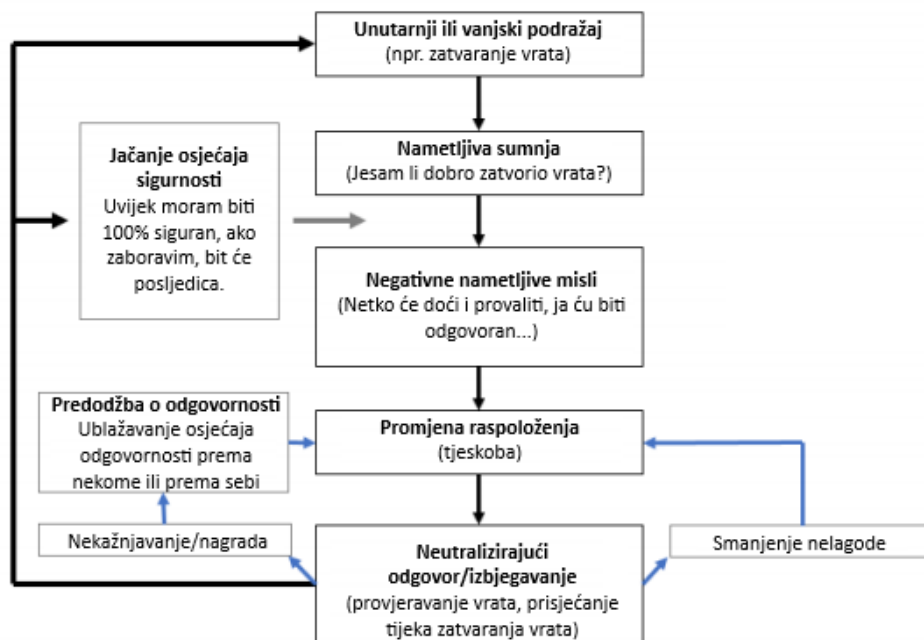 Unutarnji ili vanjski podražaj
(npr. zatvaranje vrata)
Nametljiva sumnja
(Jesam li dobro zatvorio vrata?)
Jačanje osjećaja
sigurnosti
Uvijek moram biti
100% siguran, ako
zaboravim, bit će
posljedica.
Negativne nametljive misli
(Netko će doći i provaliti, ja ću biti
odgovoran...)
Predodžba o odgovornosti
Ublažavanje osjećaja
odgovornosti prema
nekome ili prema sebi
Promjena raspoloženja
(tjeskoba)
Nekažnjavanje/nagrada
Neutralizirajući
odgovor/izbjegavanje
(provjeravanje vrata, prisjećanje
tijeka zatvaranja vrata)
Smanjenje nelagode